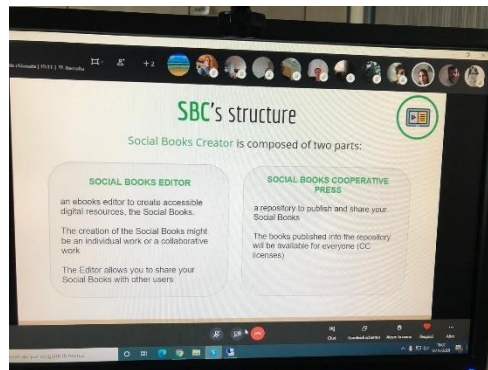 +2
SBC's structure
Social Books Creator is composed of two parts:
SOCIAL BOOKS EDITOR
an ebooks editor to create accessible
digital resources, the Social Books.
The creation of the Social Books might
be an individual work or a collaborative
work
The Editor allows you to share your
Social Books with other users
SOCIAL BOOKS COOPERATIVE
PRESS
a repository to publish and share your
Social Books
The books published into the repository
will be available for everyone (CC
licenses)
Chat